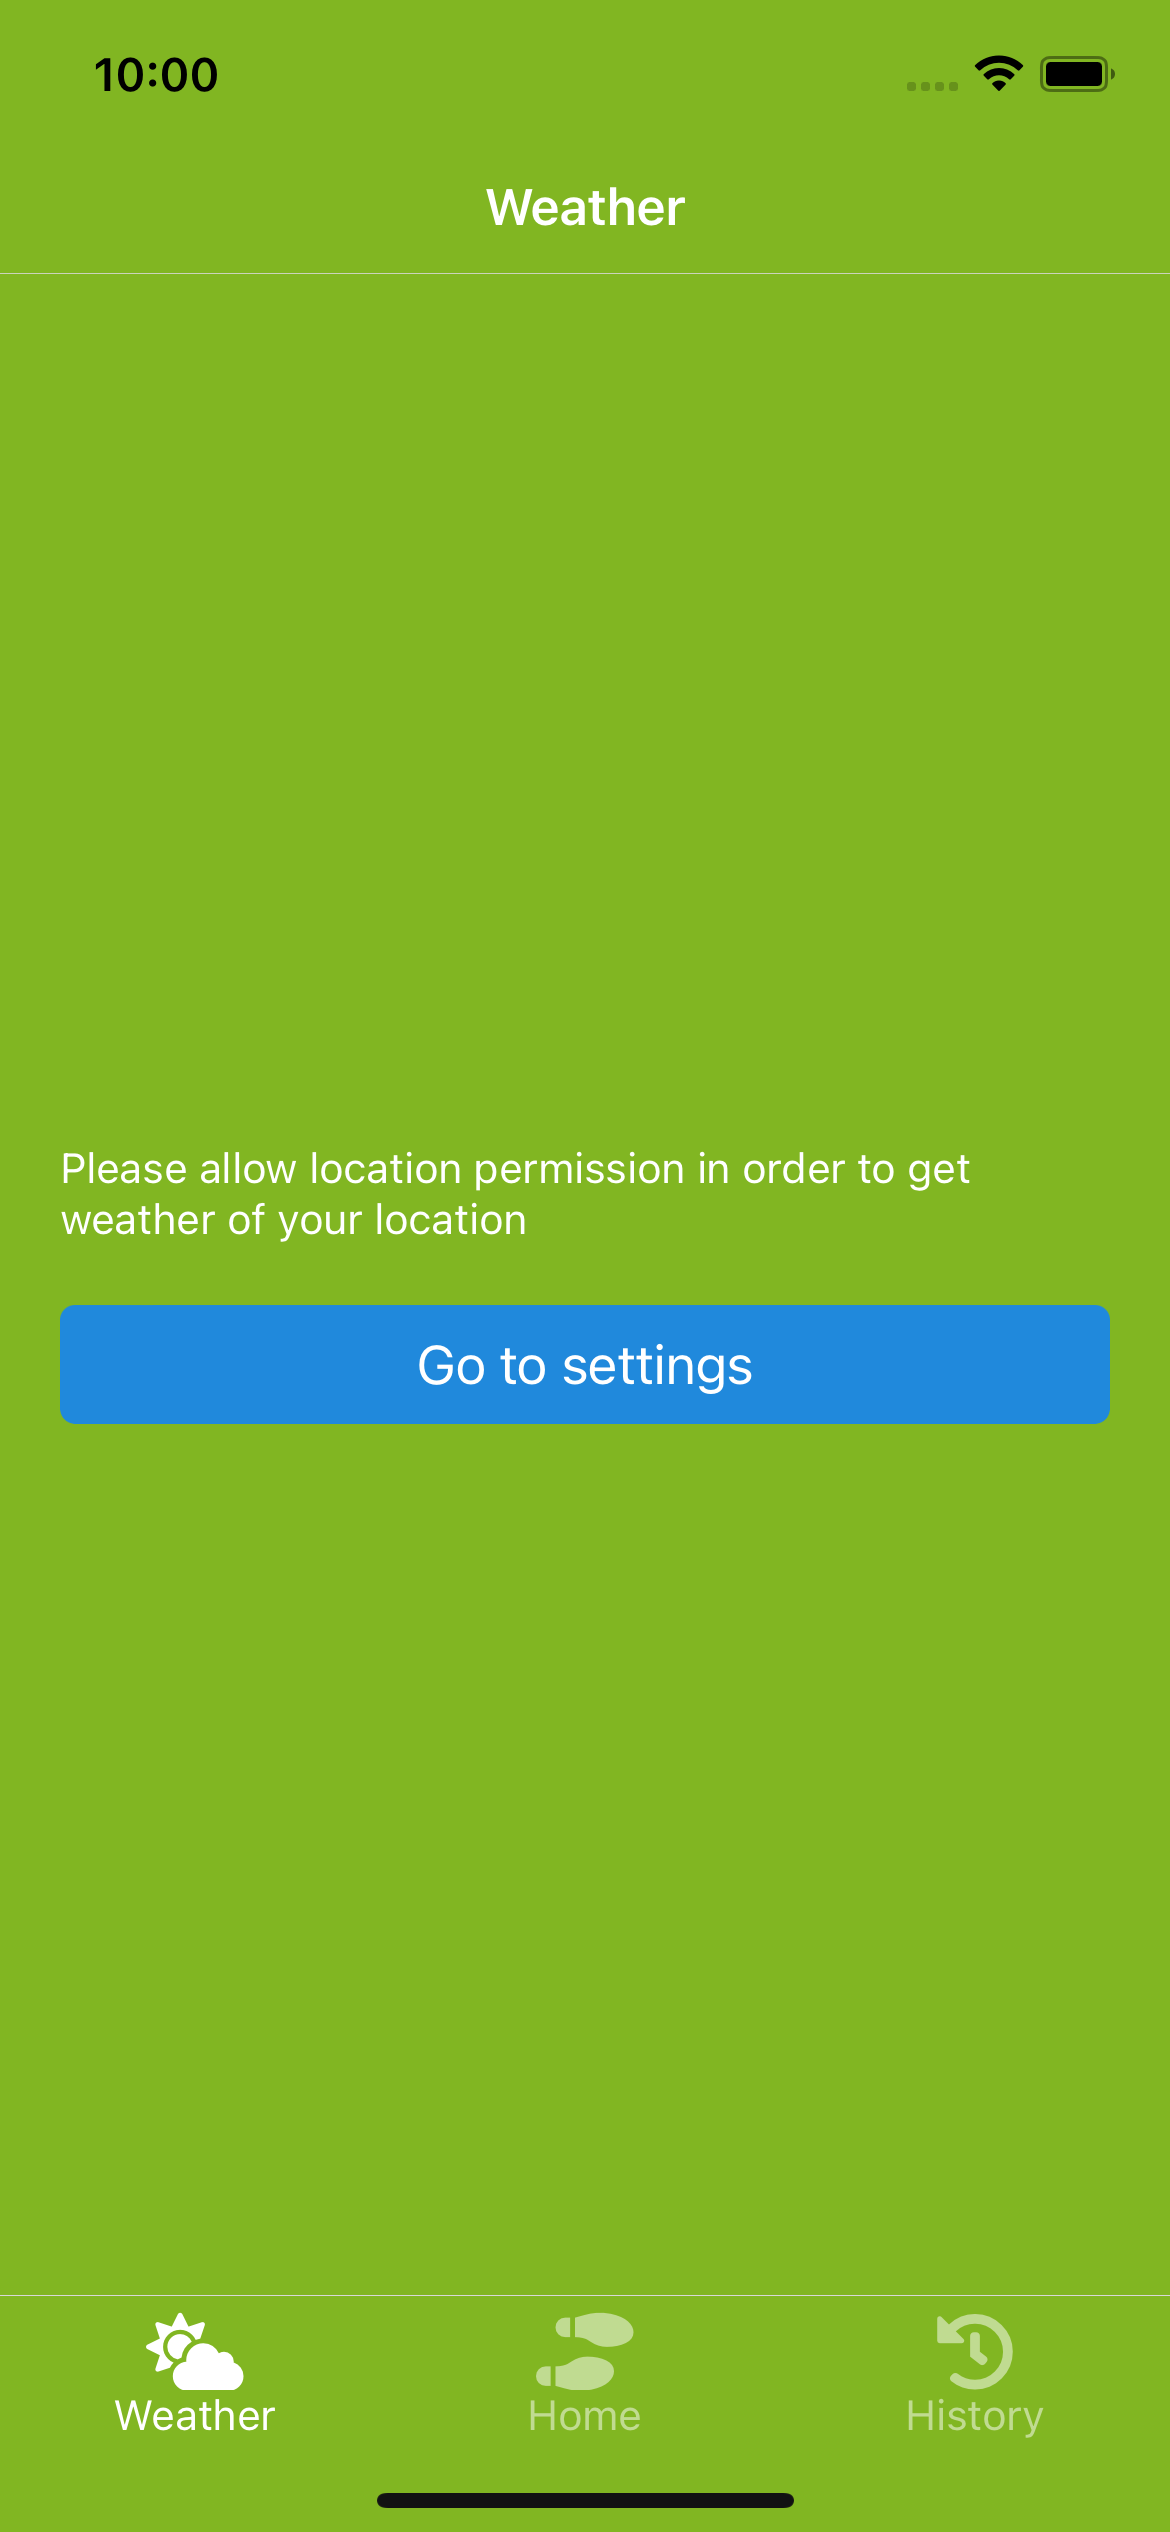 10:00
Weather
Please allow location permission in order to get
weather of your location
Go to settings
Weather
Home
History